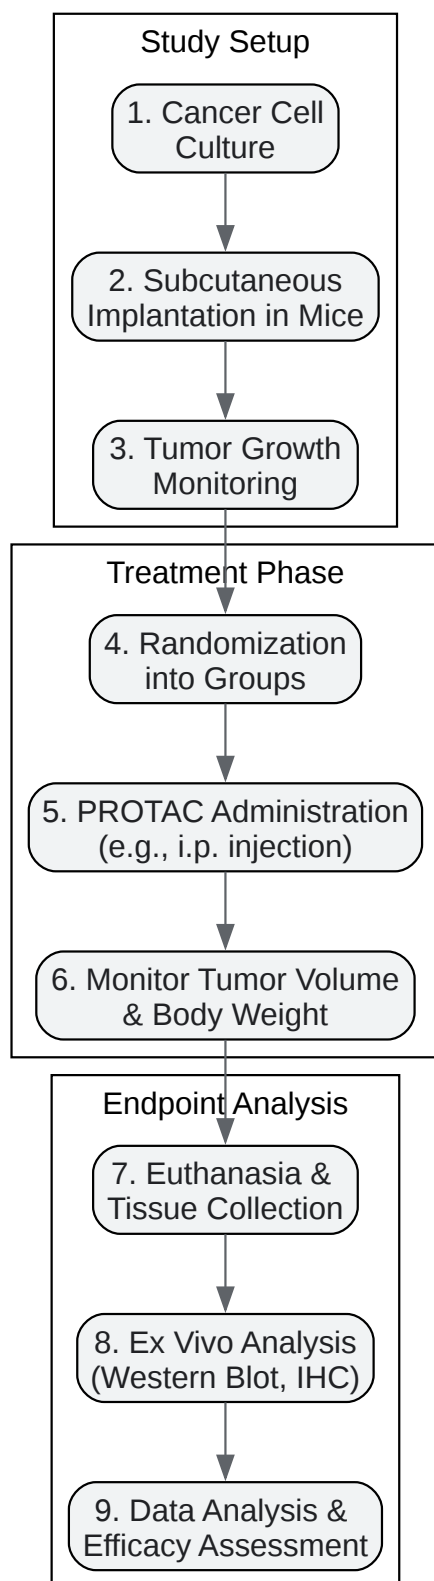 Study Setup
1. Cancer Cell
Culture
2. Subcutaneous
Implantation in Mice
3. Tumor Growth
Monitoring
Treatment Phase
4. Randomization
into Groups
5. PROTAC Administration
(e.g., i.p. injection)
6. Monitor Tumor Volume
& Body Weight
Endpoint Analysis
7. Euthanasia &
Tissue Collection
8. Ex Vivo Analysis
(Western Blot, IHC)
9. Data Analysis &
Efficacy Assessment